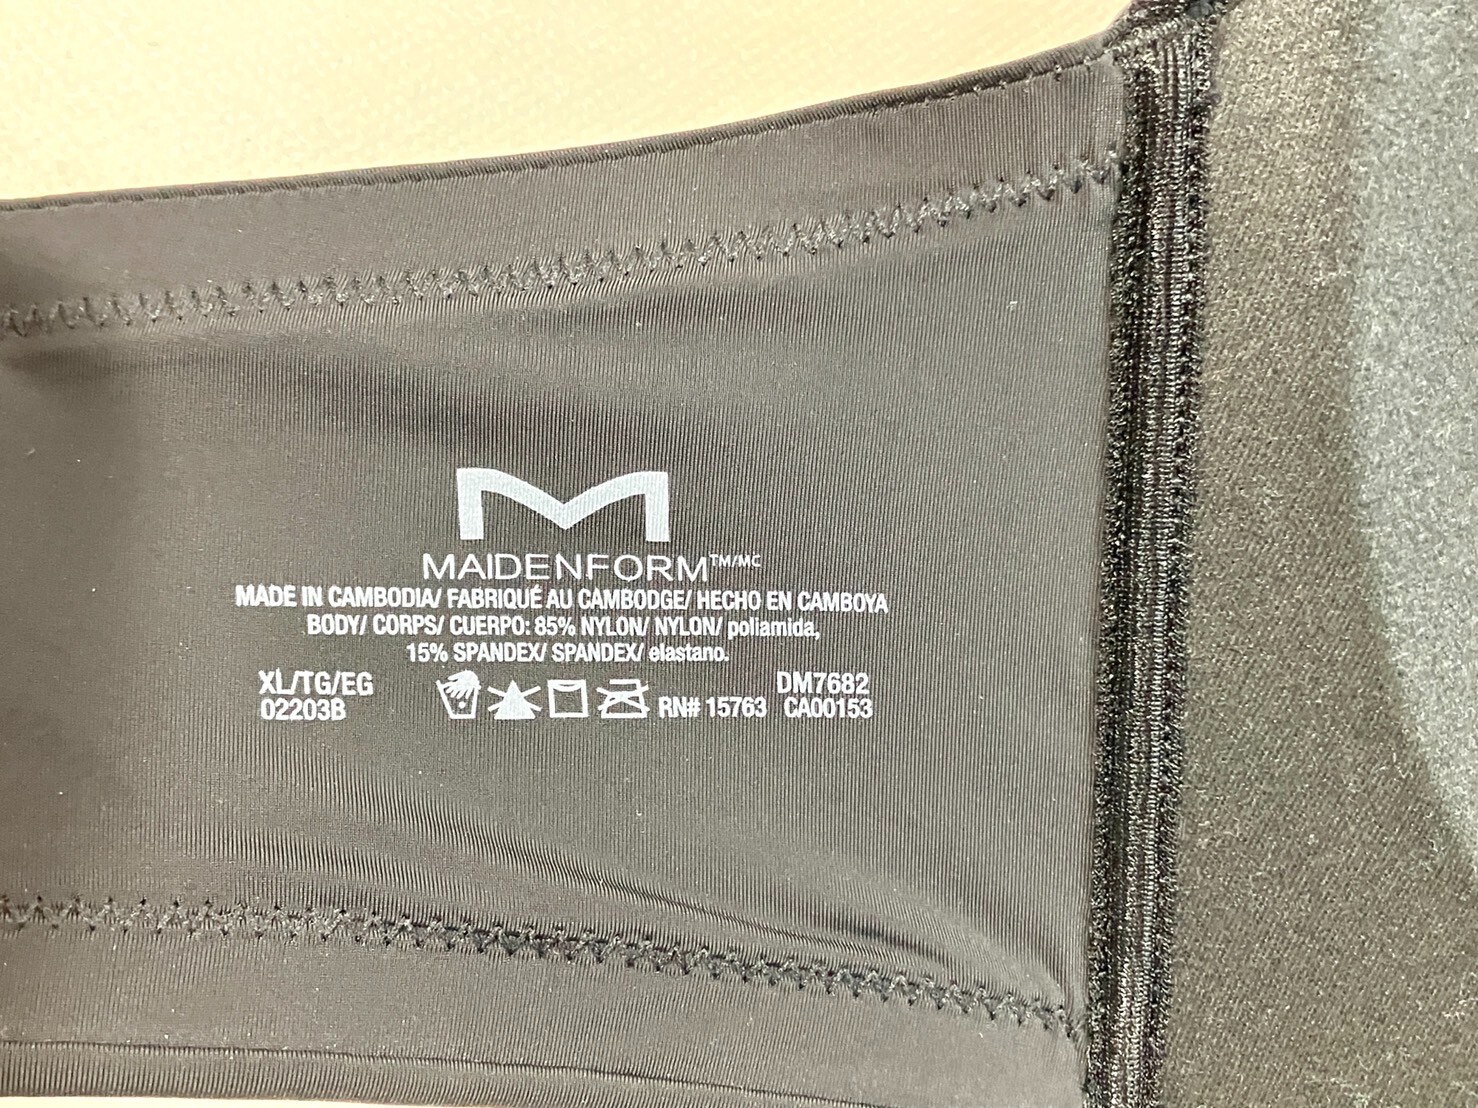 MAIDENFORM™/MC
MADE IN CAMBODIA/ FABRIQUÉ AU CAMBODGE/ HECHO EN CAMBOYA
BODY/ CORPS/ CUERPO: 85% NYLON/ NYLON/ poliamida,
15% SPANDEX/ SPANDEX/ elastano.
XL/TG/EG DM7682
02203B RN# 15763 CA00153